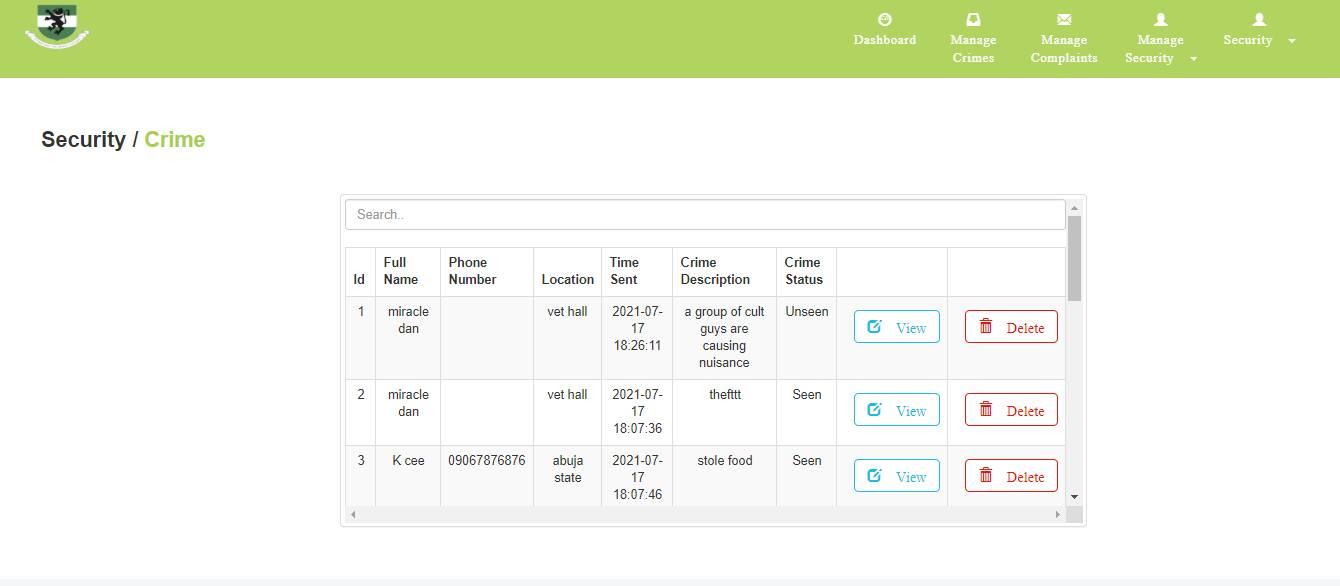 Dashboard
Manage
Crimes
Manage
Complaints
Manage
Security
Security
Security / Crime
Search..
Id
Full
Name
Phone
Number
Location
Time
Sent
Crime
Description
Crime
Status
1
miracle
dan
vet hall
2021-07-
17
18:26:11
a group of cult
guys are
causing
nuisance
Unseen
View
Delete
2
miracle
dan
vet hall
2021-07-
17
18:07:36
thefttt
Seen
View
Delete
3
K cee
09067876876
abuja
state
2021-07-
17
18:07:46
stole food
Seen
View
Delete